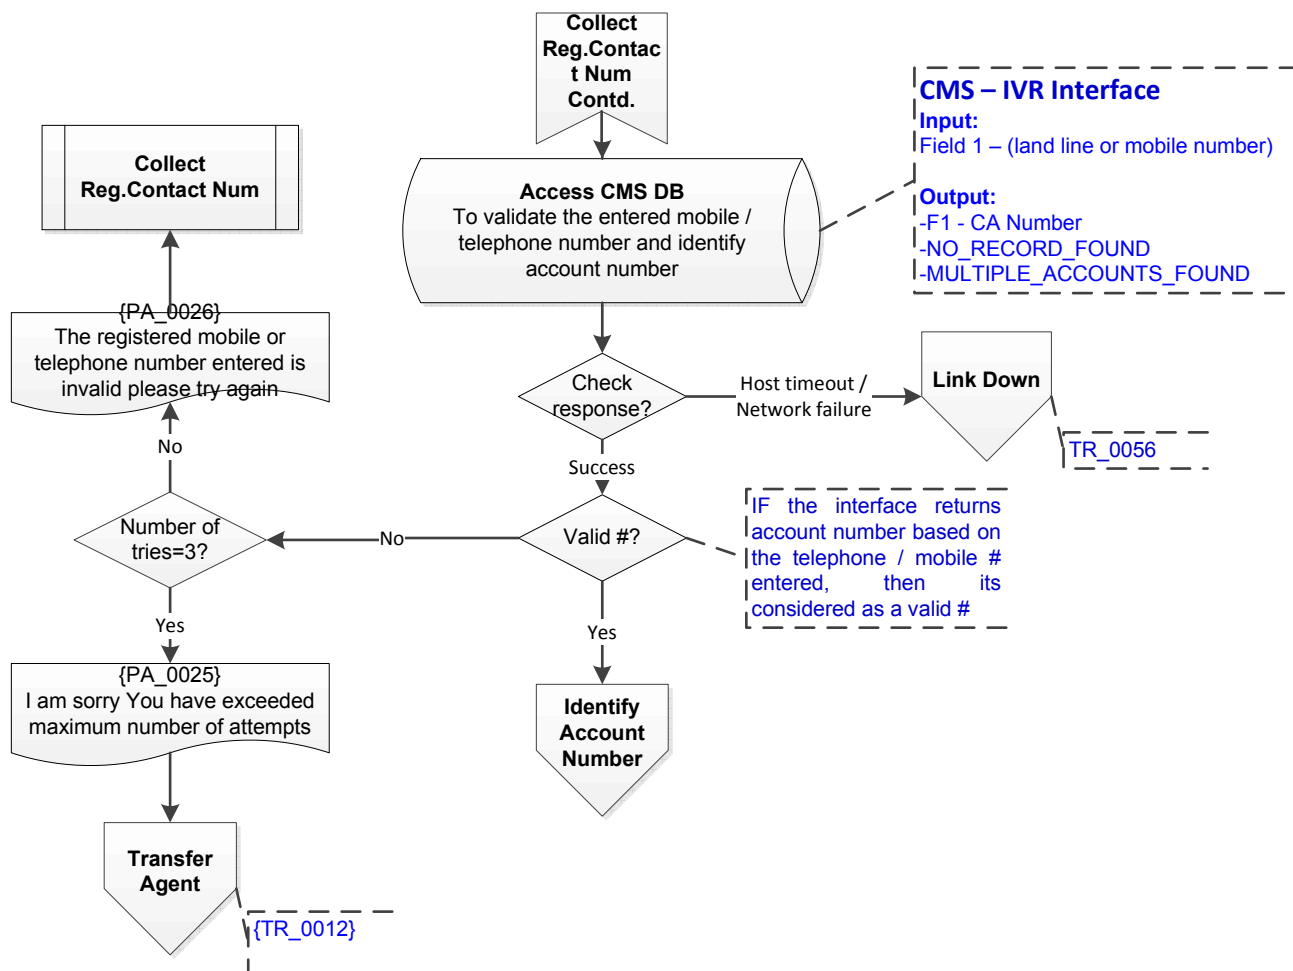 Collect
Reg.Contac
t Num
Contd.
CMS – IVR Interface
Input:
Field 1 – (land line or mobile number)
Output:
-F1 - CA Number
-NO_RECORD_FOUND
-MULTIPLE_ACCOUNTS_FOUND
Collect
Reg.Contact Num
Access CMS DB
To validate the entered mobile /
telephone number and identify
account number
{PA_0026}
The registered mobile or
telephone number entered is
invalid please try again
Check
response?
Host timeout /
Network failure
Link Down
TR_0056
No
Success
Number of
tries=3?
No
Valid #?
IF the interface returns
account number based on
the telephone / mobile #
entered, then its
considered as a valid #
Yes
Yes
{PA_0025}
I am sorry You have exceeded
maximum number of attempts
Identify
Account
Number
Transfer
Agent
{TR_0012}